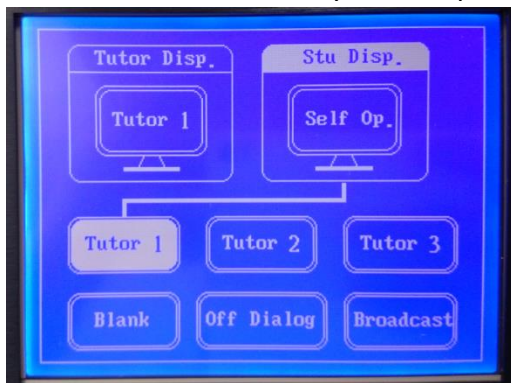 Tutor Disp.
Stu Disp.
Tutor 1
Self Op.
Tutor 1
Tutor 2
Tutor 3
Blank
Off Dialog
Broadcast